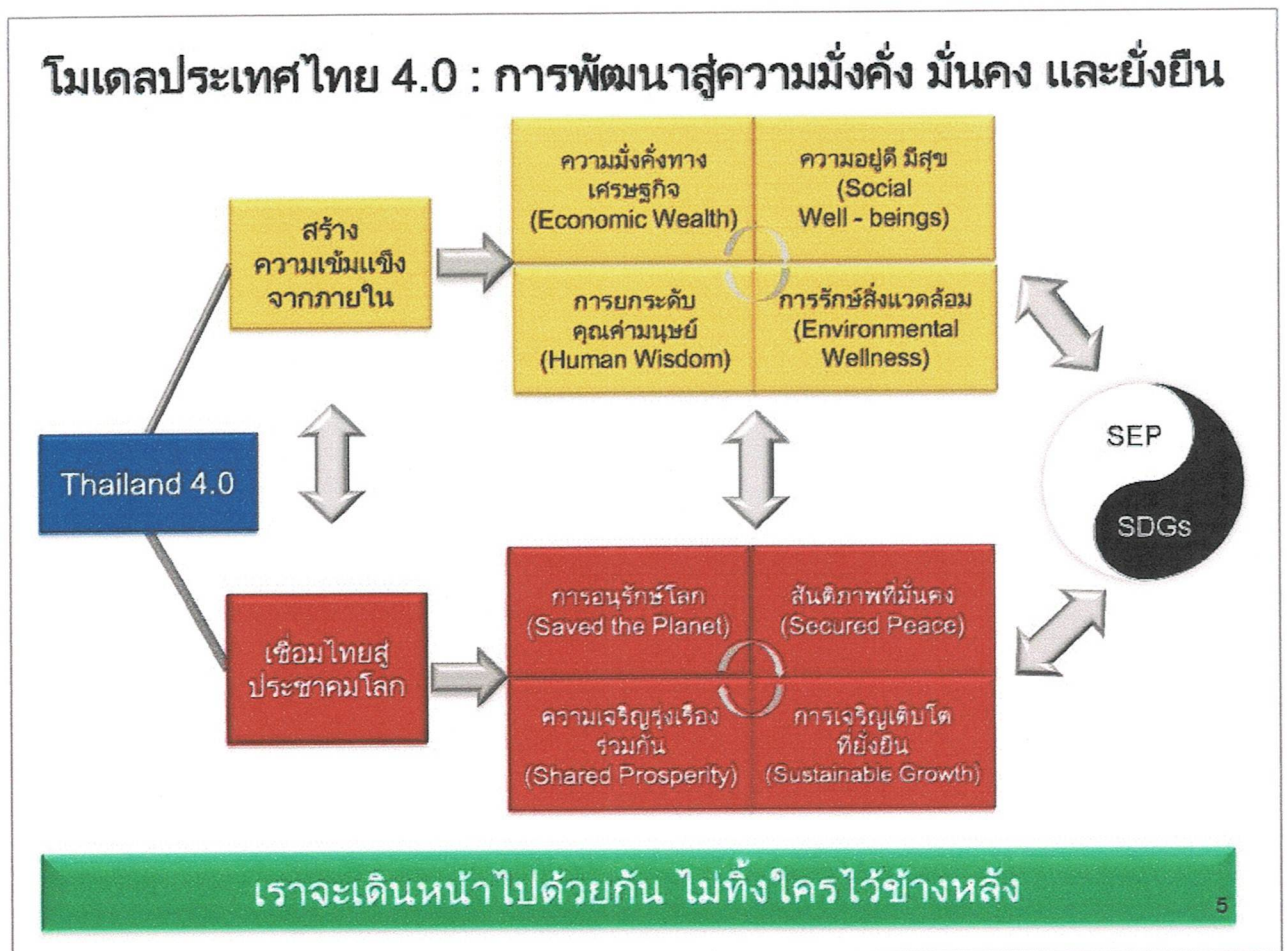 โมเดลประเทศไทย 4.0 : การพัฒนาสู่ความมั่งคั่ง มั่นคง และยั่งยืน
ความมั่งคั่งทาง
เศรษฐกิจ
(Economic Wealth)
ความอยู่ดี มีสุข
(Social
Well - beings)
สร้าง
ความเข้มแข็ง
จากภายใน
การยกระดับ
คุณค่ามนุษย์
(Human Wisdom)
การรักษ์สิ่งแวดล้อม
(Environmental
Wellness)
Thailand 4.0
SEP
SDGs
เชื่อมไทยสู่
ประชาคมโลก
การอนุรักษ์โลก
(Saved the Planet)
สันติภาพที่มั่นคง
(Secured Peace)
ความเจริญรุ่งเรือง
ร่วมกัน
(Shared Prosperity)
การเจริญเติบโต
ที่ยั่งยืน
(Sustainable Growth)
เราจะเดินหน้าไปด้วยกัน ไม่ทิ้งใครไว้ข้างหลัง
5